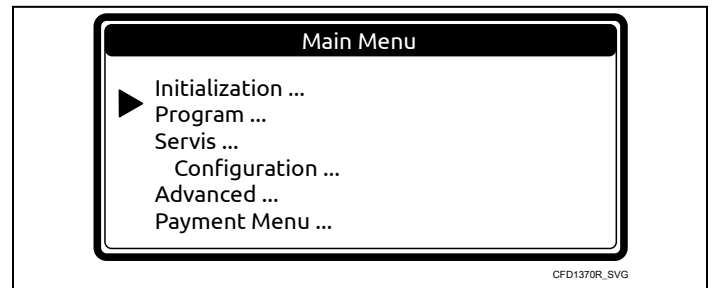 Main Menu
Initialization ...
Program ...
Servis ...
Configuration ...
Advanced ...
Payment Menu ...
CFD1370R_SVG